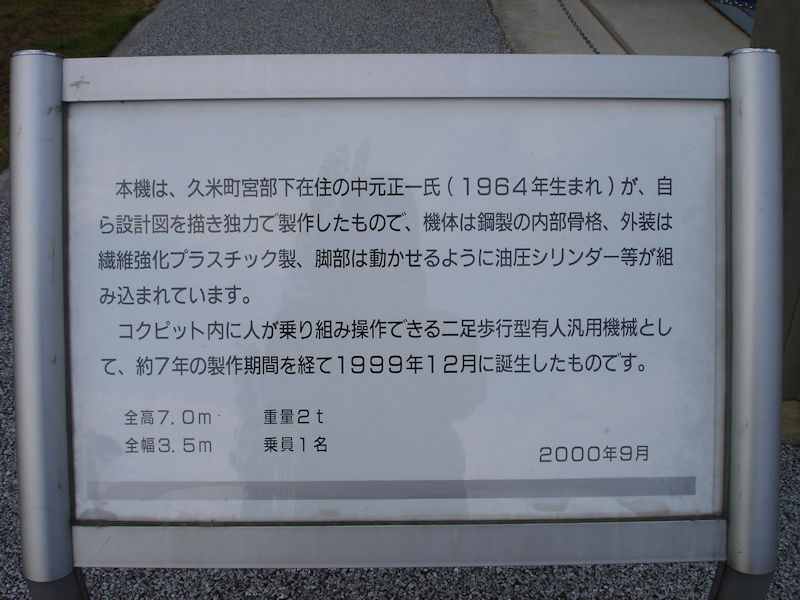 本機は、久米町宮部下在住の中元正一氏(1964年生まれ)が、自
ら設計図を描き独力で製作したもので、機体は鋼製の内部骨格、外装は
繊維強化プラスチック製、脚部は動かせるように油圧シリンダー等が組
み込まれています。
コクピット内に人が乗り組み操作できる二足歩行型有人汎用機械とし
て、約7年の製作期間を経て1999年12月に誕生したものです。
全高7.0m 重量2t
全幅3.5m 乗員1名
2000年9月